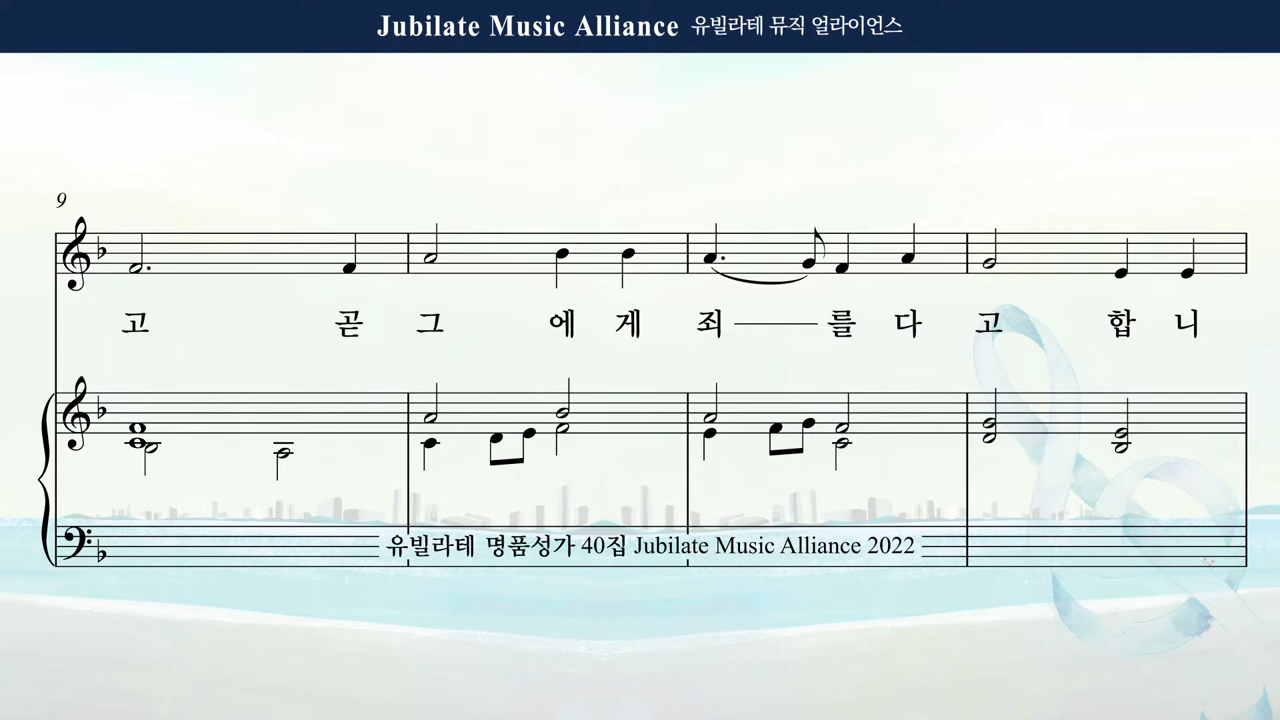 Jubilate Music Alliance 유빌라테 뮤직 얼라이언스
9
고 곧 그 에 게 죄 를 다 고 합 니
유빌라테 명품성가 40집 Jubilate Music Alliance 2022